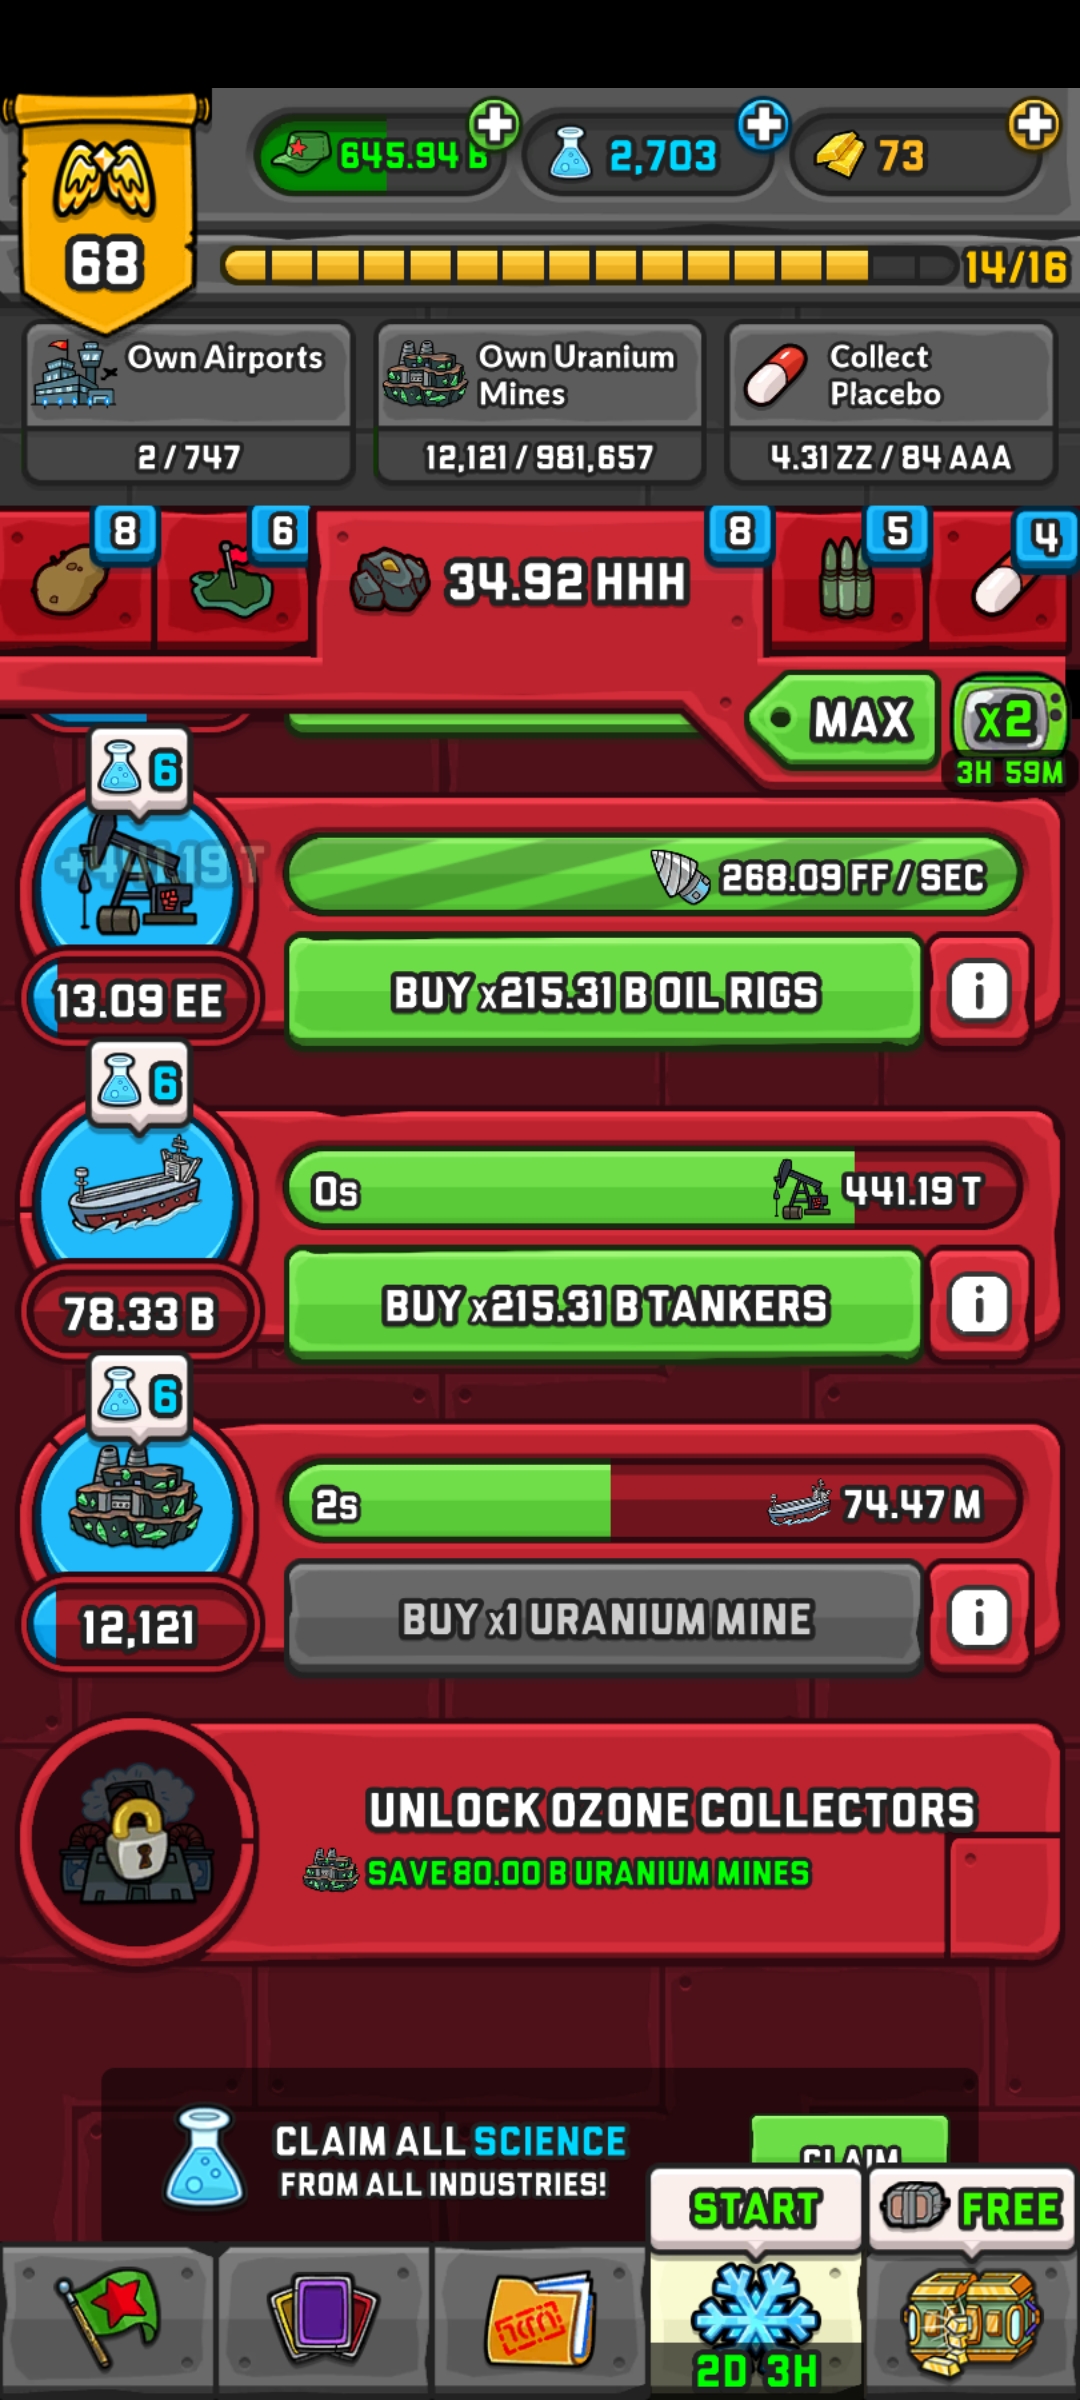 645.94 B
2,703
73
68
14/16
Own Airports
2 / 747
Own Uranium
Mines
12,121 / 981,657
Collect
Placebo
4.31 ZZ / 84 AAA
8
6
34.92 HHH
8
5
4
MAX
x2
3H 59M
6
+441.19 T
268.09 FF / SEC
13.09 EE
BUY x215.31 B OIL RIGS
i
6
0s
441.19 T
78.33 B
BUY x215.31 B TANKERS
i
6
2s
74.47 M
12,121
BUY x1 URANIUM MINE
i
UNLOCK OZONE COLLECTORS
SAVE 80.00 B URANIUM MINES
CLAIM ALL SCIENCE
FROM ALL INDUSTRIES!
CLAIM
START
FREE
2D 3H